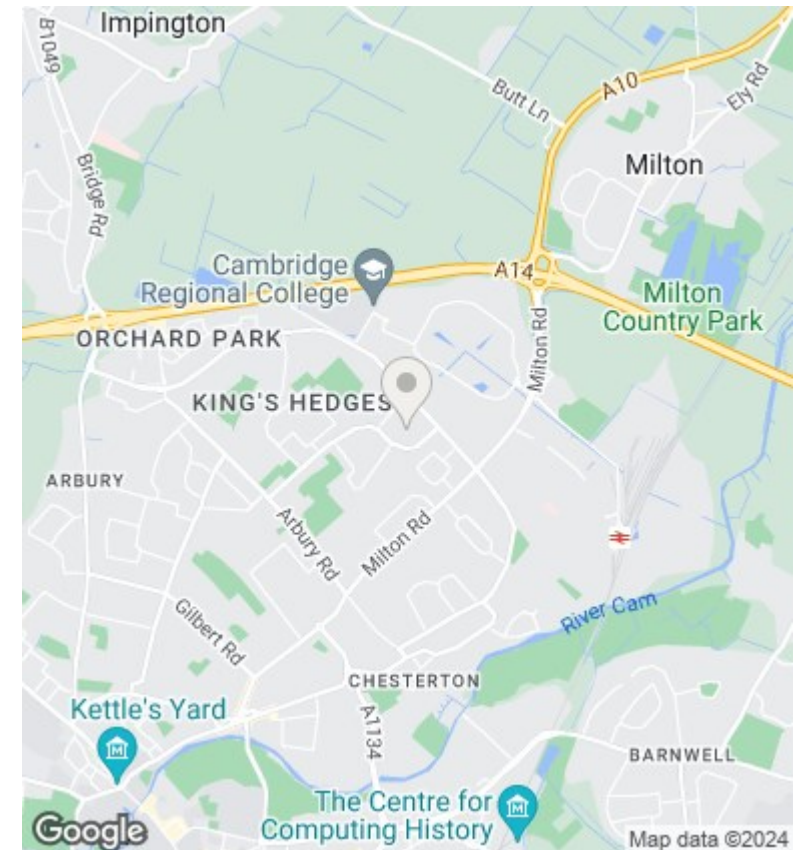 Impington
B1049
Butt Ln
A10
Ely Rd
Milton
Bridge Rd
Cambridge
Regional College
A14
Milton
Country Park
ORCHARD PARK
Milton Rd
KING'S HEDGES
ARBURY
Arbury Rd
Milton Rd
Gilbert Rd
River Cam
CHESTERTON
Kettle's Yard
A1134
BARNWELL
M
The Centre for
Computing History
M
Google
Map data ©2024